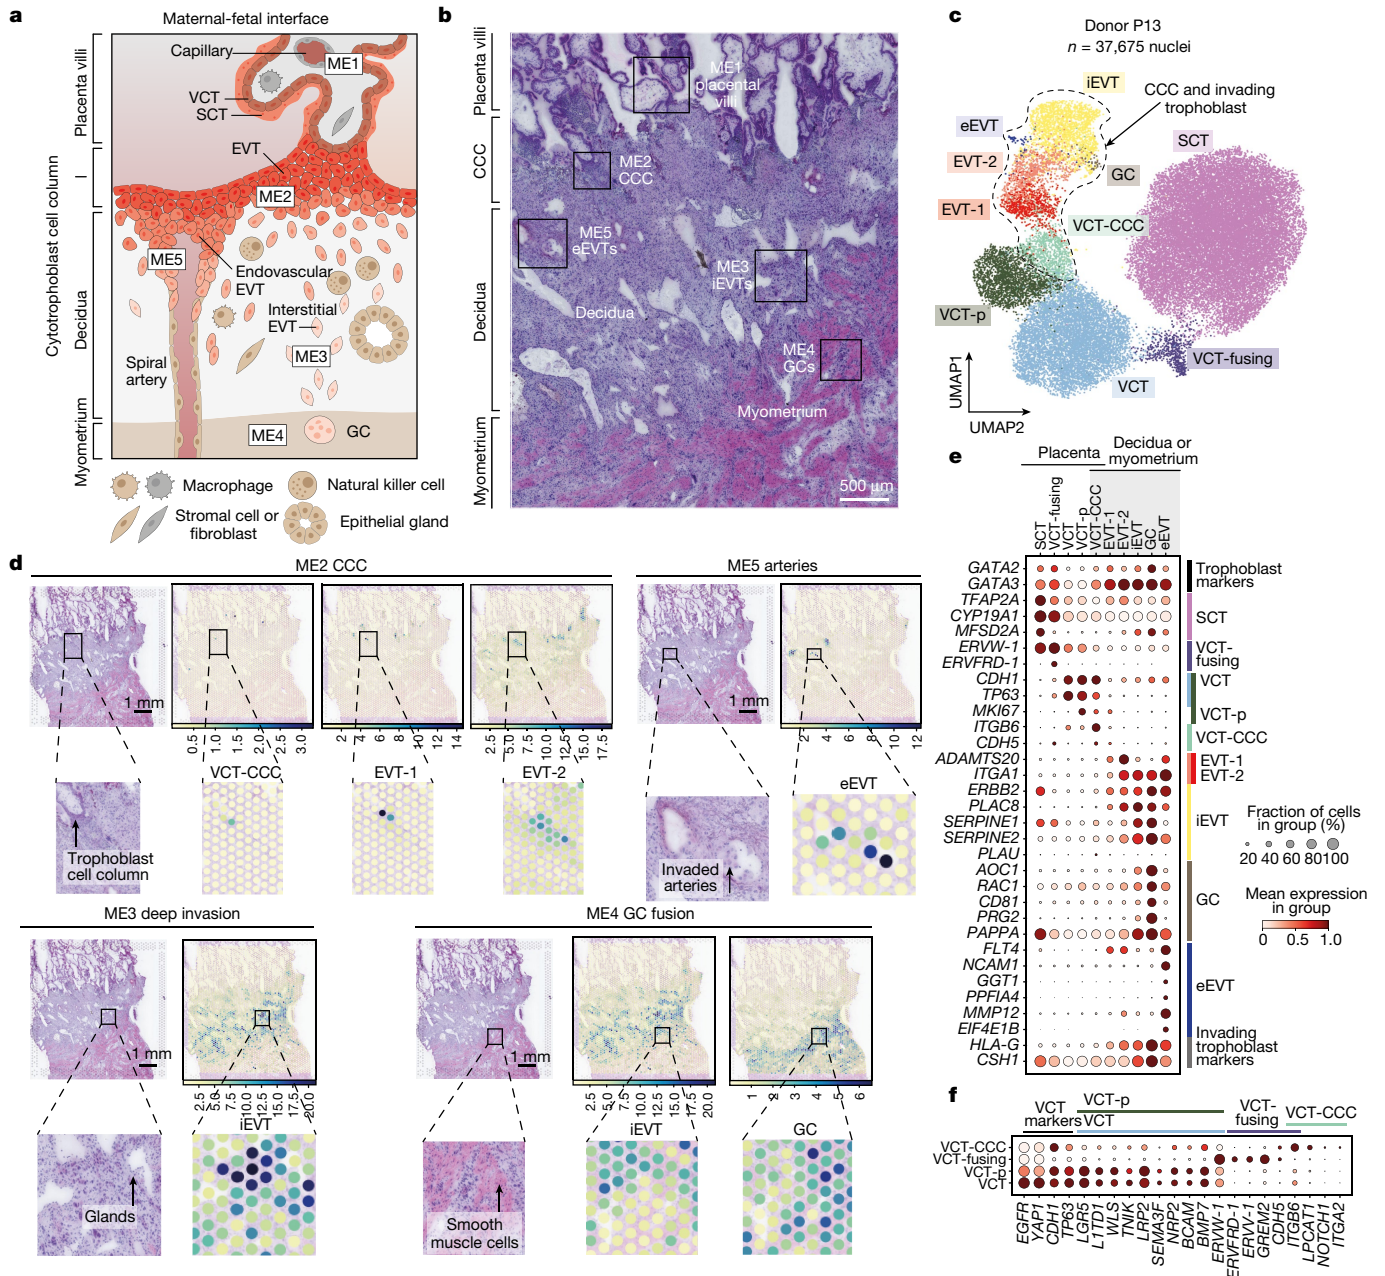 a
Maternal-fetal interface
Placenta villi
Cytotrophoblast cell column
Decidua
Myometrium
Capillary
ME1
VCT
SCT
EVT
ME2
ME5
Endovascular
EVT
Interstitial
EVT
ME3
Spiral
artery
ME4
GC
Macrophage
Natural killer cell
Stromal cell or
fibroblast
Epithelial gland
b
Placenta villi
CCC
Decidua
Myometrium
ME1
placental
villi
ME2
CCC
ME5
eEVTs
ME3
iEVTs
Decidua
ME4
GCs
Myometrium
500 µm
c
Donor P13
n = 37,675 nuclei
iEVT
CCC and invading
trophoblast
eEVT
SCT
EVT-2
GC
EVT-1
VCT-CCC
VCT-p
VCT-fusing
VCT
UMAP1
UMAP2
d
ME2 CCC
1 mm
0.5 1.0 1.5 2.0 2.5 3.0
2 4 6 8 10 12 14
2.5 5.0 7.5 10.0 12.5 15.0 17.5
VCT-CCC
EVT-1
EVT-2
Trophoblast
cell column
ME5 arteries
1 mm
2 4 6 8 10 12
eEVT
Invaded
arteries
ME3 deep invasion
1 mm
2.5 5.0 7.5 10.0 12.5 15.0 17.5 20.0
iEVT
Glands
ME4 GC fusion
1 mm
2.5 5.0 7.5 10.0 12.5 15.0 17.5 20.0
1 2 3 4 5 6
iEVT
GC
Smooth
muscle cells
e
Placenta
Decidua or
myometrium
SCT
VCT-fusing
VCT
VCT-p
VCT-CCC
EVT-1
EVT-2
iEVT
GC
eEVT
GATA2
GATA3
TFAP2A
CYP19A1
MFSD2A
ERVW-1
ERVFRD-1
CDH1
TP63
MKI67
ITGB6
CDH5
ADAMTS20
ITGA1
ERBB2
PLAC8
SERPINE1
SERPINE2
PLAU
AOC1
RAC1
CD81
PRG2
PAPPA
FLT4
NCAM1
GGT1
PPFIA4
MMP12
EIF4E1B
HLA-G
CSH1
Trophoblast
markers
SCT
VCT-
fusing
VCT
VCT-p
VCT-CCC
EVT-1
EVT-2
iEVT
GC
eEVT
Invading
trophoblast
markers
Fraction of cells
in group (%)
20 40 60 80 100
Mean expression
in group
0 0.5 1.0
f
VCT
markers
VCT-p
VCT
VCT-
fusing
VCT-CCC
VCT-CCC
VCT-fusing
VCT-p
VCT
EGFR
YAP1
CDH1
TP63
LGR5
L1TD1
WLS
TNIK
LRP2
SEMA3F
NRP2
BCAM
BMP7
ERVW-1
ERVFRD-1
ERVV-1
GREM2
CDH5
ITGB6
LPCAT1
NOTCH1
ITGA2